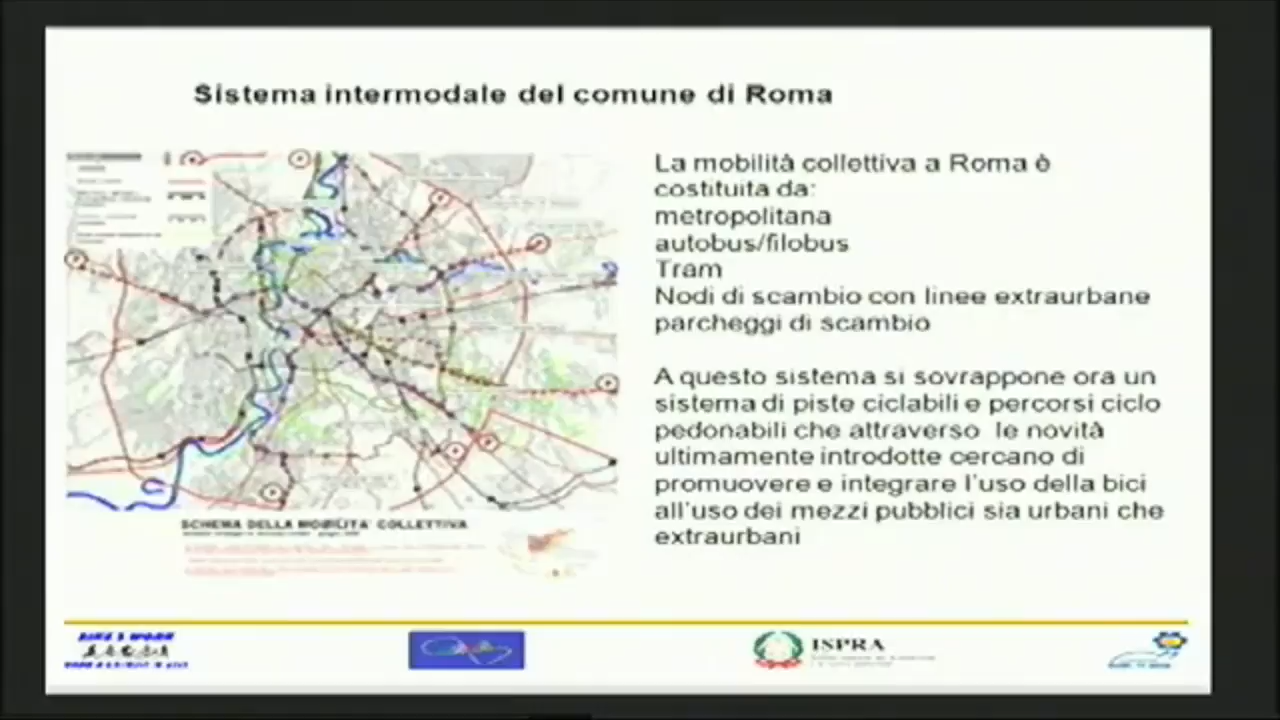 Sistema intermodale del comune di Roma
La mobilità collettiva a Roma è
costituita da:
metropolitana
autobus/filobus
Tram
Nodi di scambio con linee extraurbane
parcheggi di scambio
A questo sistema si sovrappone ora un
sistema di piste ciclabili e percorsi ciclo
pedonabili che attraverso le novità
ultimamente introdotte cercano di
promuovere e integrare l'uso della bici
all'uso dei mezzi pubblici sia urbani che
extraurbani
SCHEMA DELLA MOBILITA' COLLETTIVA
ISPRA